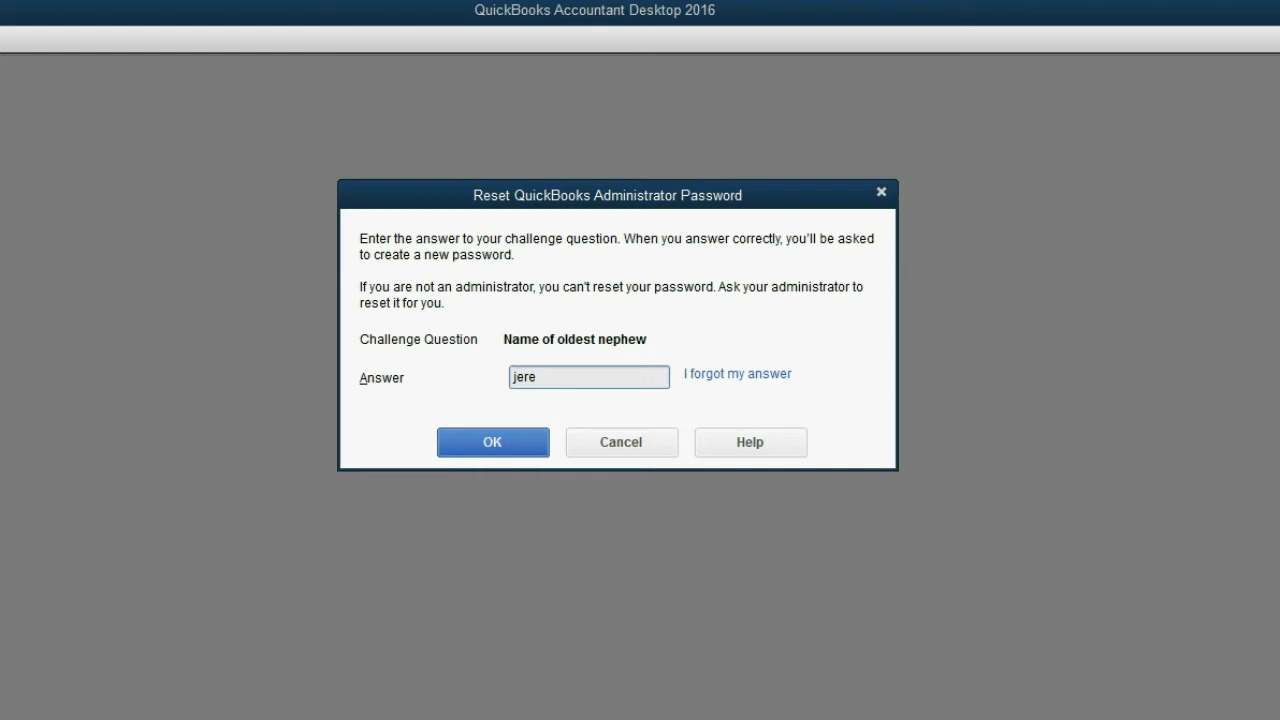 QuickBooks Accountant Desktop 2016
Reset QuickBooks Administrator Password
Enter the answer to your challenge question. When you answer correctly, you'll be asked
to create a new password.
If you are not an administrator, you can't reset your password. Ask your administrator to
reset it for you.
Challenge Question Name of oldest nephew
Answer jere I forgot my answer
OK Cancel Help